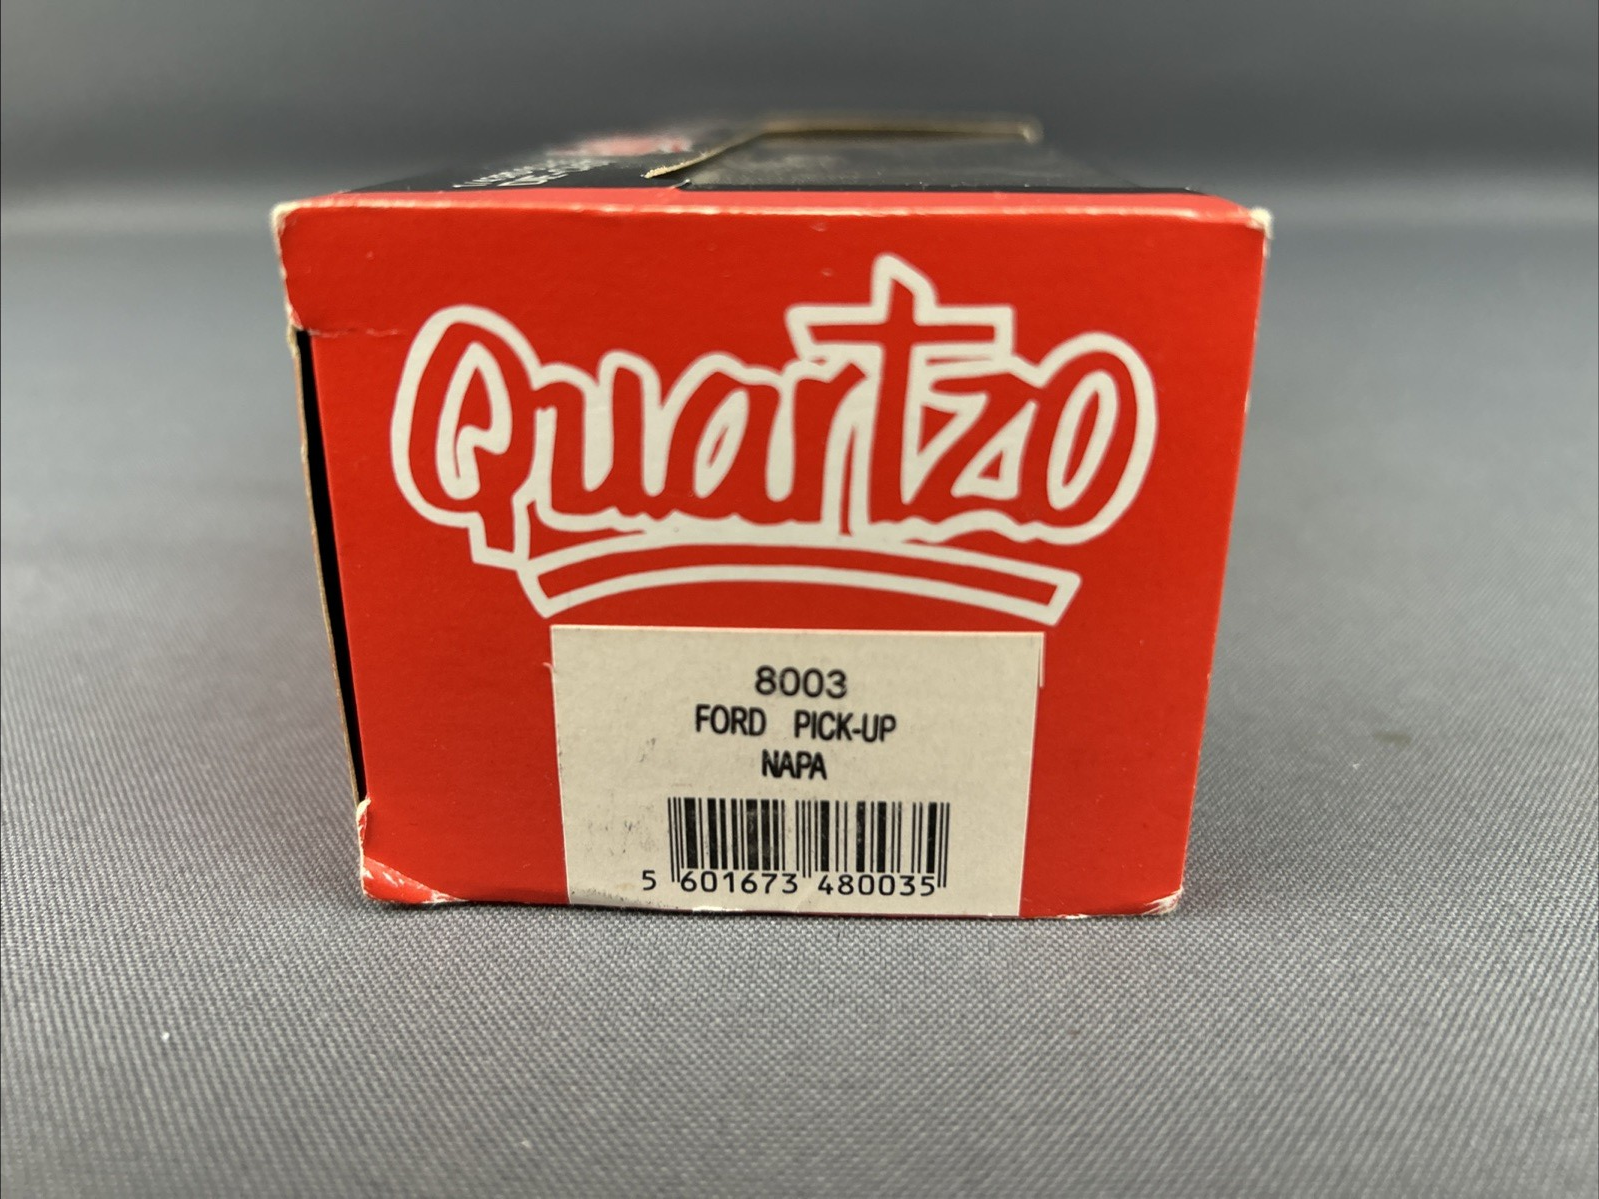 Quartzo
8003
FORD PICK-UP
NAPA
5 601673 480035